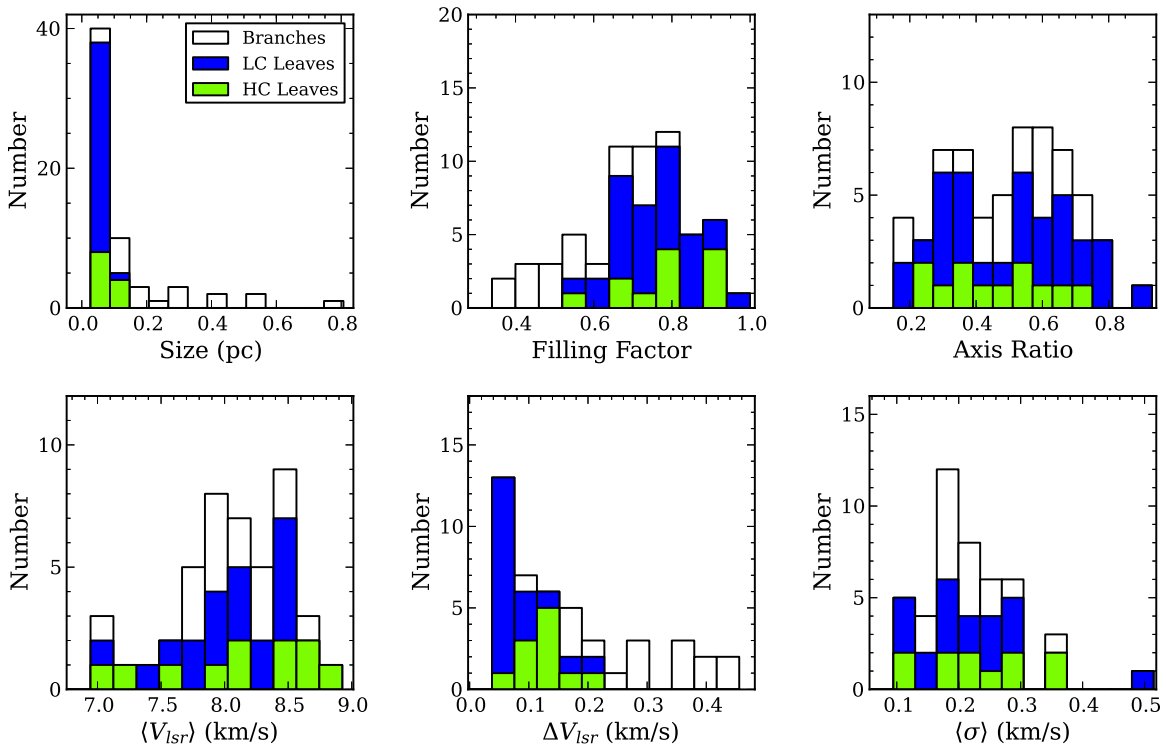 40
20
0
Number
0.0 0.2 0.4 0.6 0.8
Size (pc)
Branches
LC Leaves
HC Leaves
20
15
10
5
0
Number
0.4 0.6 0.8 1.0
Filling Factor
10
5
0
Number
0.2 0.4 0.6 0.8
Axis Ratio
10
5
0
Number
7.0 7.5 8.0 8.5 9.0
⟨V_lsr⟩ (km/s)
15
10
5
0
Number
0.0 0.1 0.2 0.3 0.4
ΔV_lsr (km/s)
15
10
5
0
Number
0.1 0.2 0.3 0.4 0.5
⟨σ⟩ (km/s)